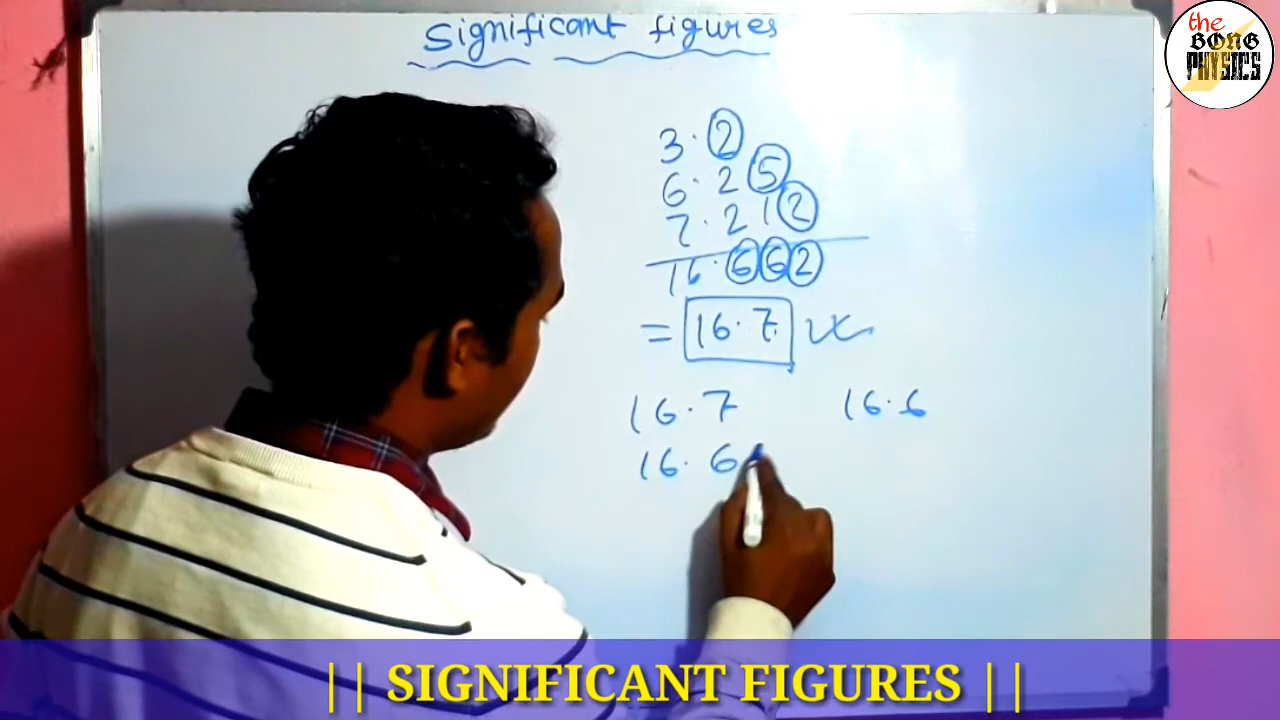 Significant figures
the
BONG
PHYSICS
3.2
6.25
7.212
16.662
= 16.7
16.7 16.6
16.6
|| SIGNIFICANT FIGURES ||